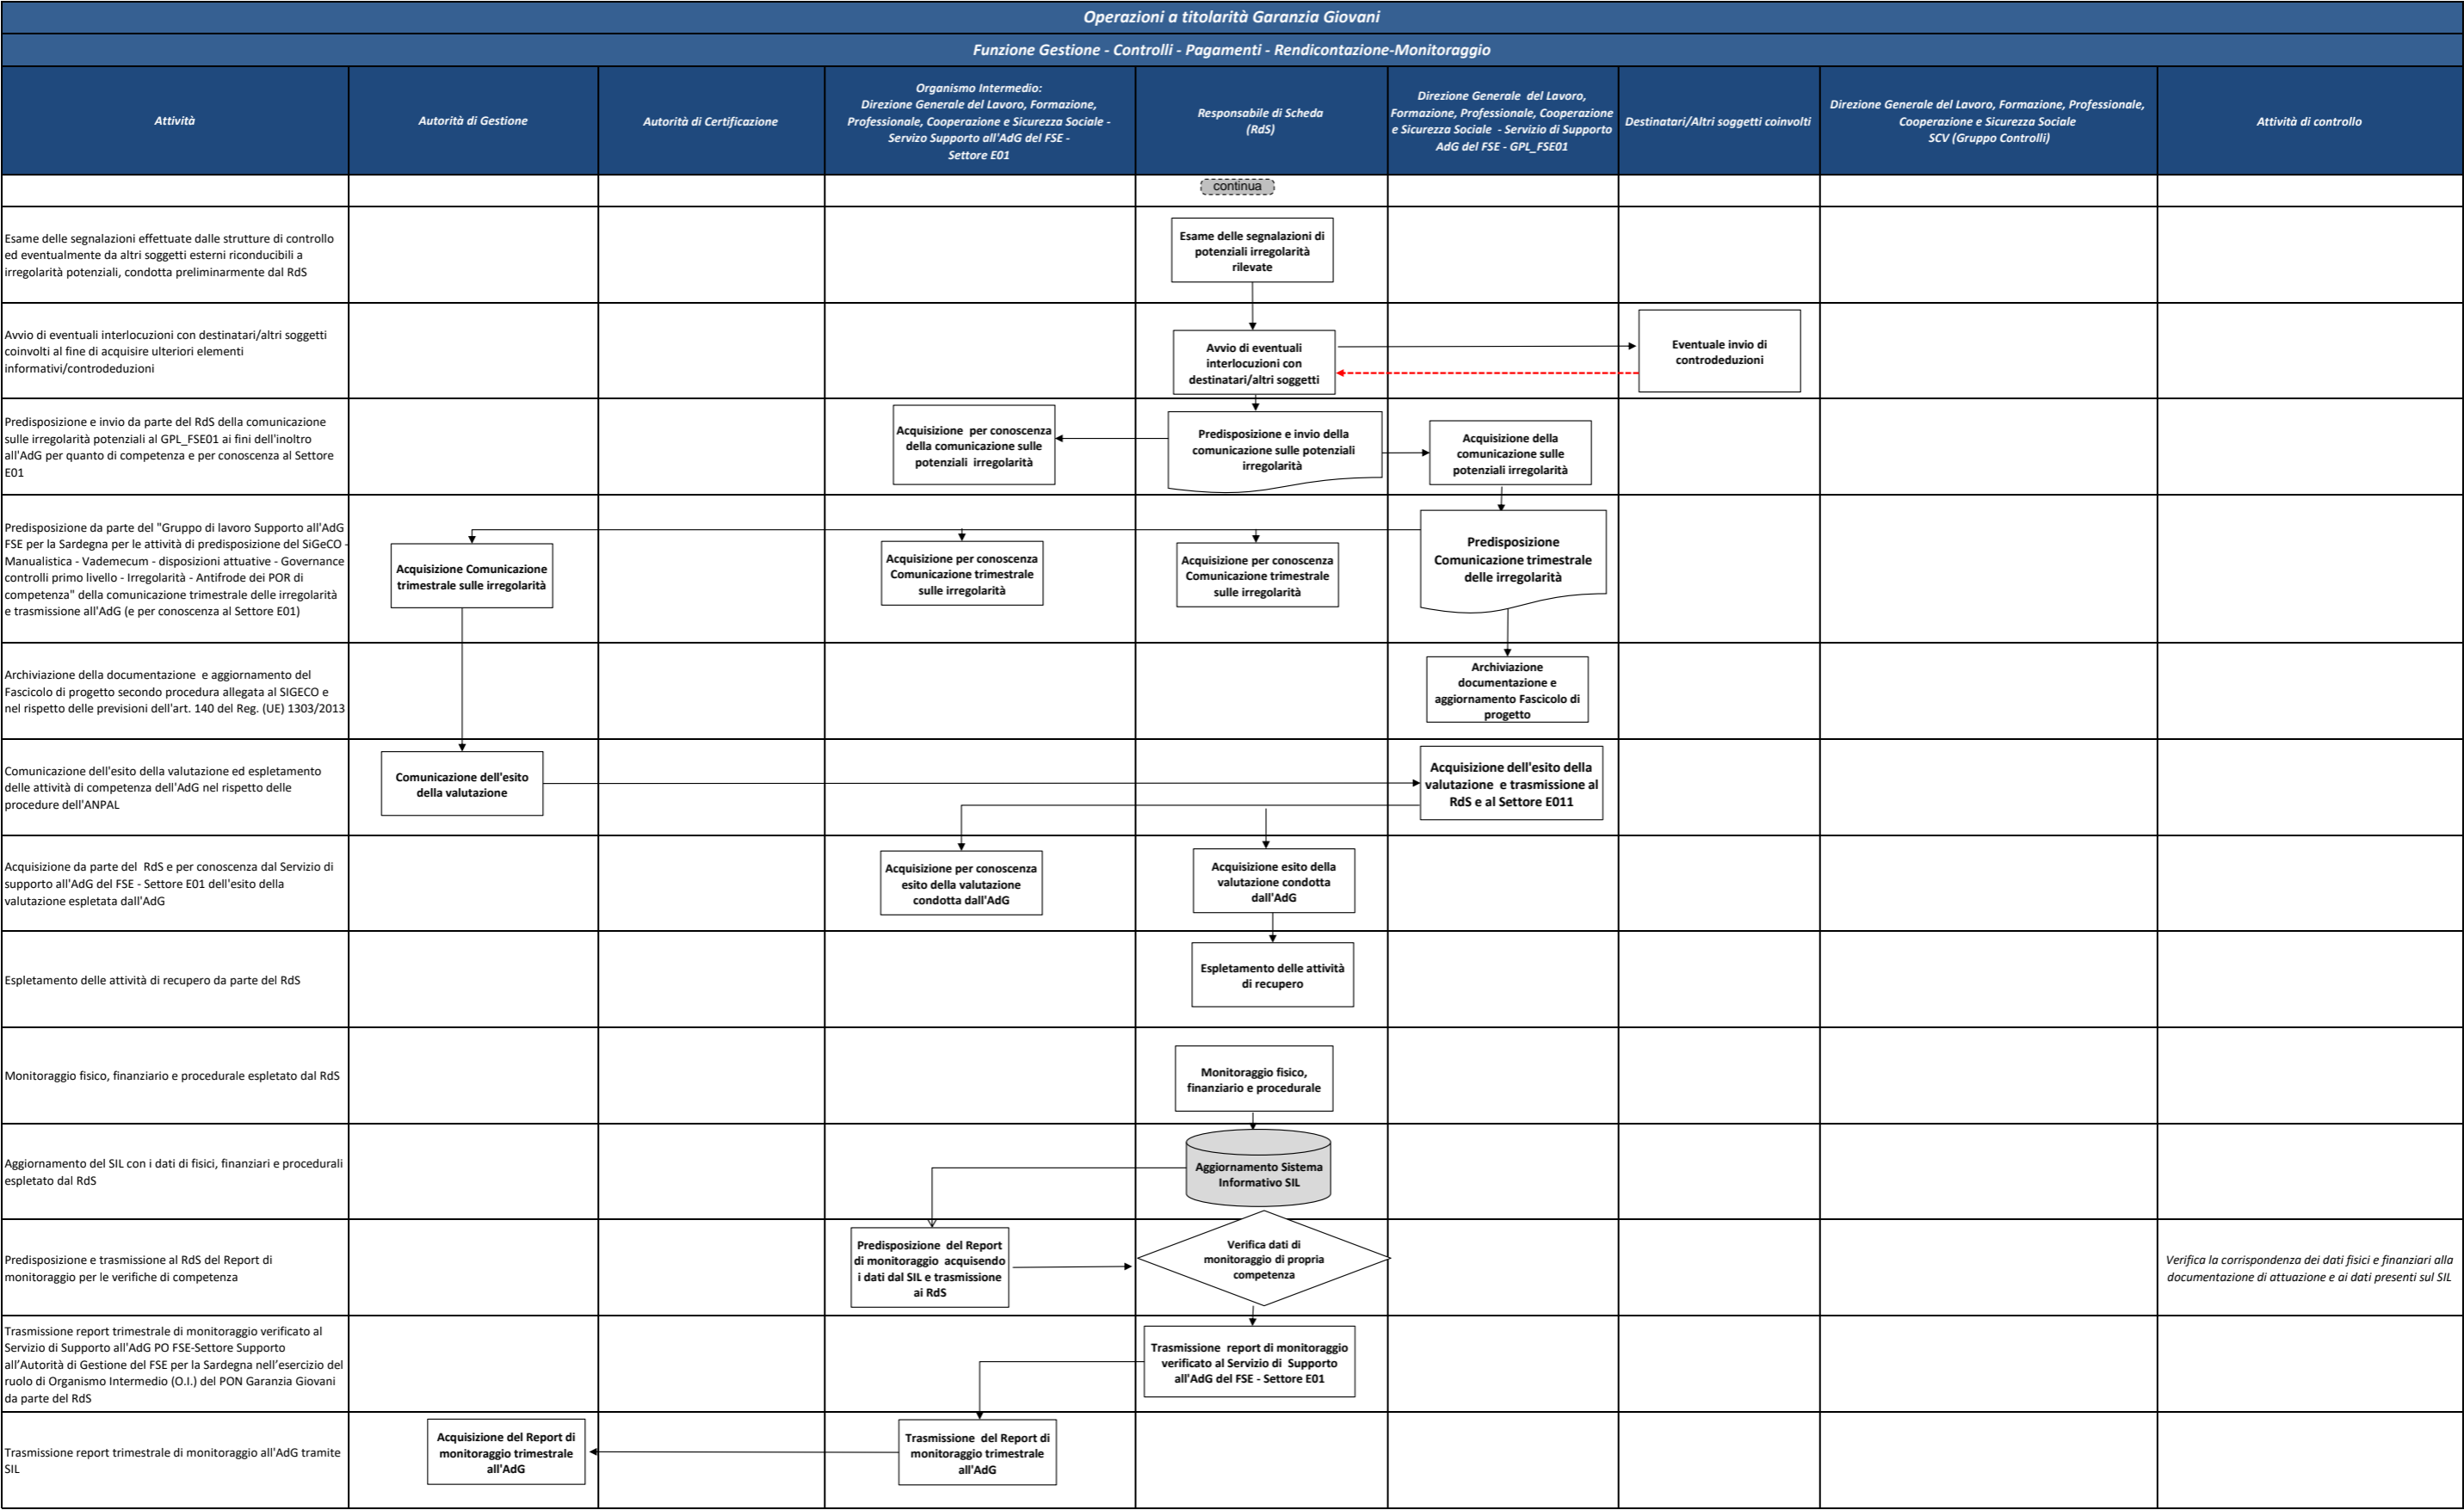 Operazioni a titolarità Garanzia Giovani
Funzione Gestione - Controlli - Pagamenti - Rendicontazione-Monitoraggio
Attività
Autorità di Gestione
Autorità di Certificazione
Organismo Intermedio:
Direzione Generale del Lavoro, Formazione,
Professionale, Cooperazione e Sicurezza Sociale -
Servizo Supporto all'AdG del FSE -
Settore E01
Responsabile di Scheda
(RdS)
Direzione Generale del Lavoro,
Formazione, Professionale, Cooperazione
e Sicurezza Sociale - Servizio di Supporto
AdG del FSE - GPL_FSE01
Destinatari/Altri soggetti coinvolti
Direzione Generale del Lavoro, Formazione, Professionale,
Cooperazione e Sicurezza Sociale
SCV (Gruppo Controlli)
Attività di controllo
continua
Esame delle segnalazioni effettuate dalle strutture di controllo
ed eventualmente da altri soggetti esterni riconducibili a
irregolarità potenziali, condotta preliminarmente dal RdS
Esame delle segnalazioni di
potenziali irregolarità
rilevate
Avvio di eventuali interlocuzioni con destinatari/altri soggetti
coinvolti al fine di acquisire ulteriori elementi
informativi/controdeduzioni
Avvio di eventuali
interlocuzioni con
destinatari/altri soggetti
Eventuale invio di
controdeduzioni
Predisposizione e invio da parte del RdS della comunicazione
sulle irregolarità potenziali al GPL_FSE01 ai fini dell'inoltro
all'AdG per quanto di competenza e per conoscenza al Settore
E01
Acquisizione per conoscenza
della comunicazione sulle
potenziali irregolarità
Predisposizione e invio della
comunicazione sulle potenziali
irregolarità
Acquisizione della
comunicazione sulle
potenziali irregolarità
Predisposizione da parte del "Gruppo di lavoro Supporto all'AdG
FSE per la Sardegna per le attività di predisposizione del SiGeCO -
Manualistica - Vademecum - disposizioni attuative - Governance
controlli primo livello - Irregolarità - Antifrode dei POR di
competenza" della comunicazione trimestrale delle irregolarità
e trasmissione all'AdG (e per conoscenza al Settore E01)
Acquisizione Comunicazione
trimestrale sulle irregolarità
Acquisizione per conoscenza
Comunicazione trimestrale
sulle irregolarità
Acquisizione per conoscenza
Comunicazione trimestrale
sulle irregolarità
Predisposizione
Comunicazione trimestrale
delle irregolarità
Archiviazione della documentazione e aggiornamento del
Fascicolo di progetto secondo procedura allegata al SIGECO e
nel rispetto delle previsioni dell'art. 140 del Reg. (UE) 1303/2013
Archiviazione
documentazione e
aggiornamento Fascicolo di
progetto
Comunicazione dell'esito della valutazione ed espletamento
delle attività di competenza dell'AdG nel rispetto delle
procedure dell'ANPAL
Comunicazione dell'esito
della valutazione
Acquisizione dell'esito della
valutazione e trasmissione al
RdS e al Settore E011
Acquisizione da parte del RdS e per conoscenza dal Servizio di
supporto all'AdG del FSE - Settore E01 dell'esito della
valutazione espletata dall'AdG
Acquisizione per conoscenza
esito della valutazione
condotta dall'AdG
Acquisizione esito della
valutazione condotta
dall'AdG
Espletamento delle attività di recupero da parte del RdS
Espletamento delle attività
di recupero
Monitoraggio fisico, finanziario e procedurale espletato dal RdS
Monitoraggio fisico,
finanziario e procedurale
Aggiornamento del SIL con i dati di fisici, finanziari e procedurali
espletato dal RdS
Aggiornamento Sistema
Informativo SIL
Predisposizione e trasmissione al RdS del Report di
monitoraggio per le verifiche di competenza
Predisposizione del Report
di monitoraggio acquisendo
i dati dal SIL e trasmissione
ai RdS
Verifica dati di
monitoraggio di propria
competenza
Verifica la corrispondenza dei dati fisici e finanziari alla
documentazione di attuazione e ai dati presenti sul SIL
Trasmissione report trimestrale di monitoraggio verificato al
Servizio di Supporto all'AdG PO FSE-Settore Supporto
all'Autorità di Gestione del FSE per la Sardegna nell'esercizio del
ruolo di Organismo Intermedio (O.I.) del PON Garanzia Giovani
da parte del RdS
Trasmissione report di monitoraggio
verificato al Servizio di Supporto
all'AdG del FSE - Settore E01
Trasmissione report trimestrale di monitoraggio all'AdG tramite
SIL
Acquisizione del Report di
monitoraggio trimestrale
all'AdG
Trasmissione del Report di
monitoraggio trimestrale
all'AdG